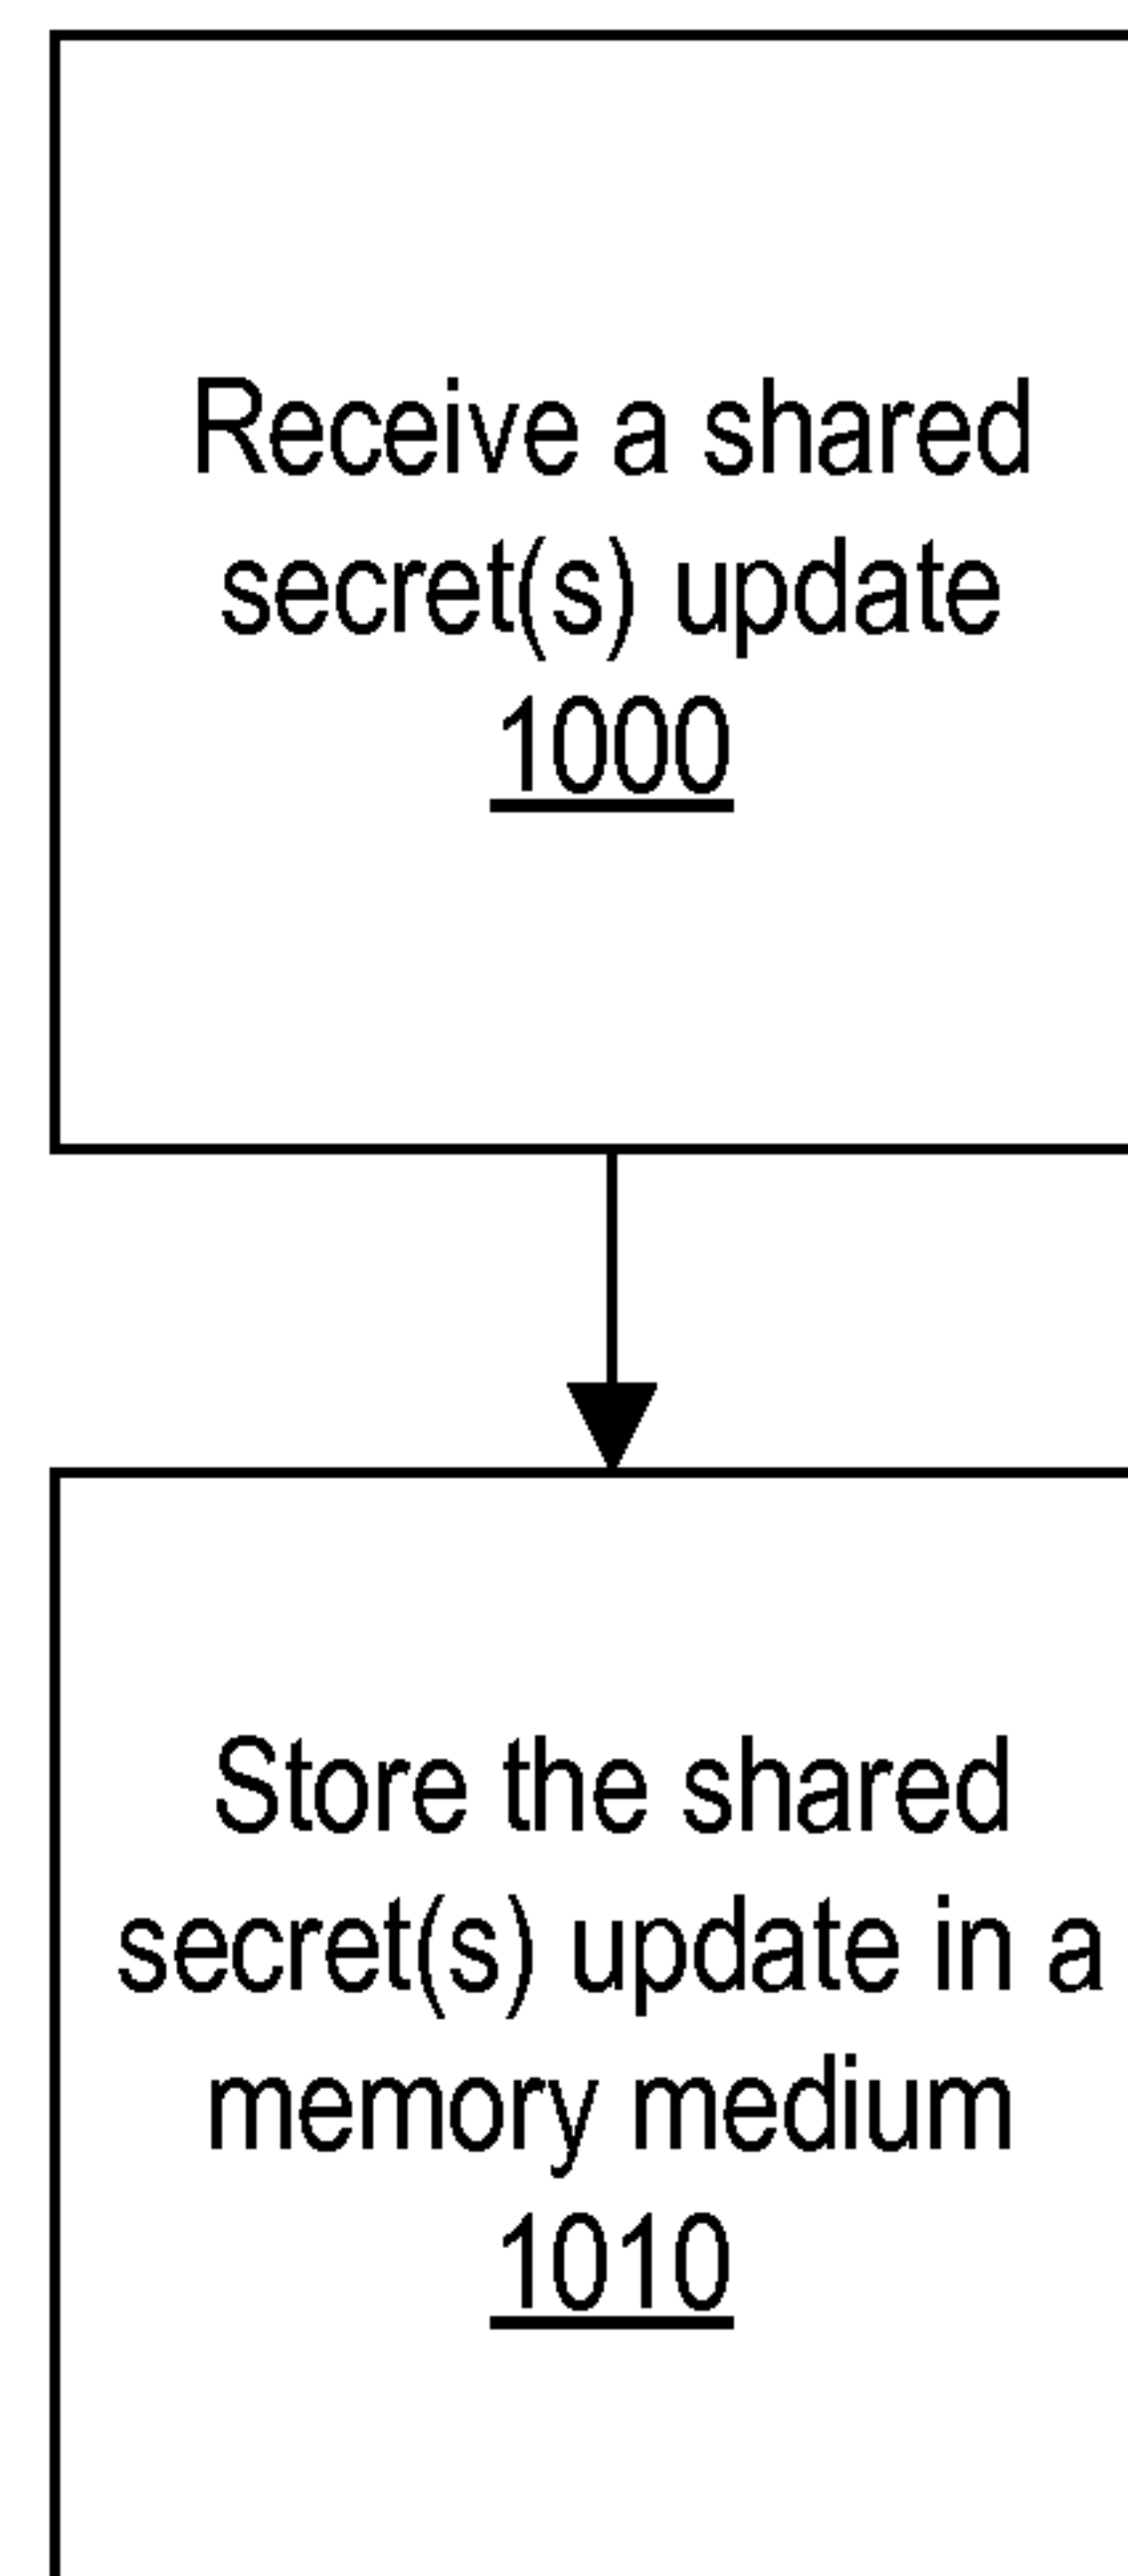 Receive a shared
secret(s) update
1000
Store the shared
secret(s) update in a
memory medium
1010